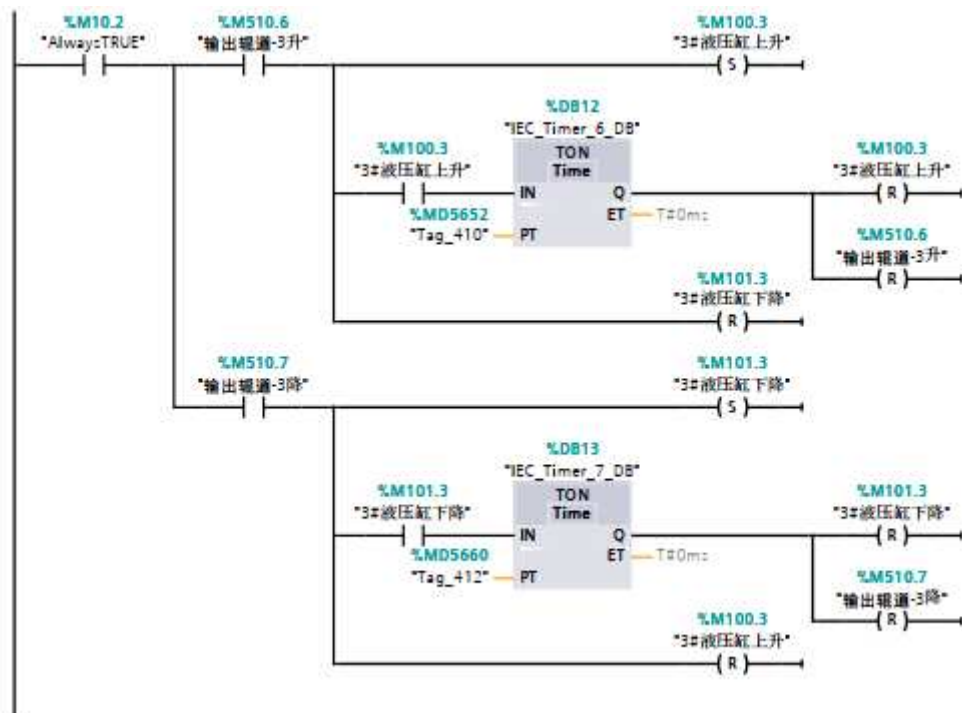 %M10.2 %M510.6 %M100.3
"AlwaysTRUE" "输出辊道-3升" "3#液压缸上升"
S
%DB12
"IEC_Timer_6_DB"
%M100.3 TON %M100.3
"3#液压缸上升" Time "3#液压缸上升"
IN Q R
%MD5652 ET T#0ms %M510.6
"Tag_410" PT "输出辊道-3升"
R
%M101.3
"3#液压缸下降"
R
%M510.7 %M101.3
"输出辊道-3降" "3#液压缸下降"
S
%DB13
"IEC_Timer_7_DB"
%M101.3 TON %M101.3
"3#液压缸下降" Time "3#液压缸下降"
IN Q R
%MD5660 ET T#0ms %M510.7
"Tag_412" PT "输出辊道-3降"
R
%M100.3
"3#液压缸上升"
R